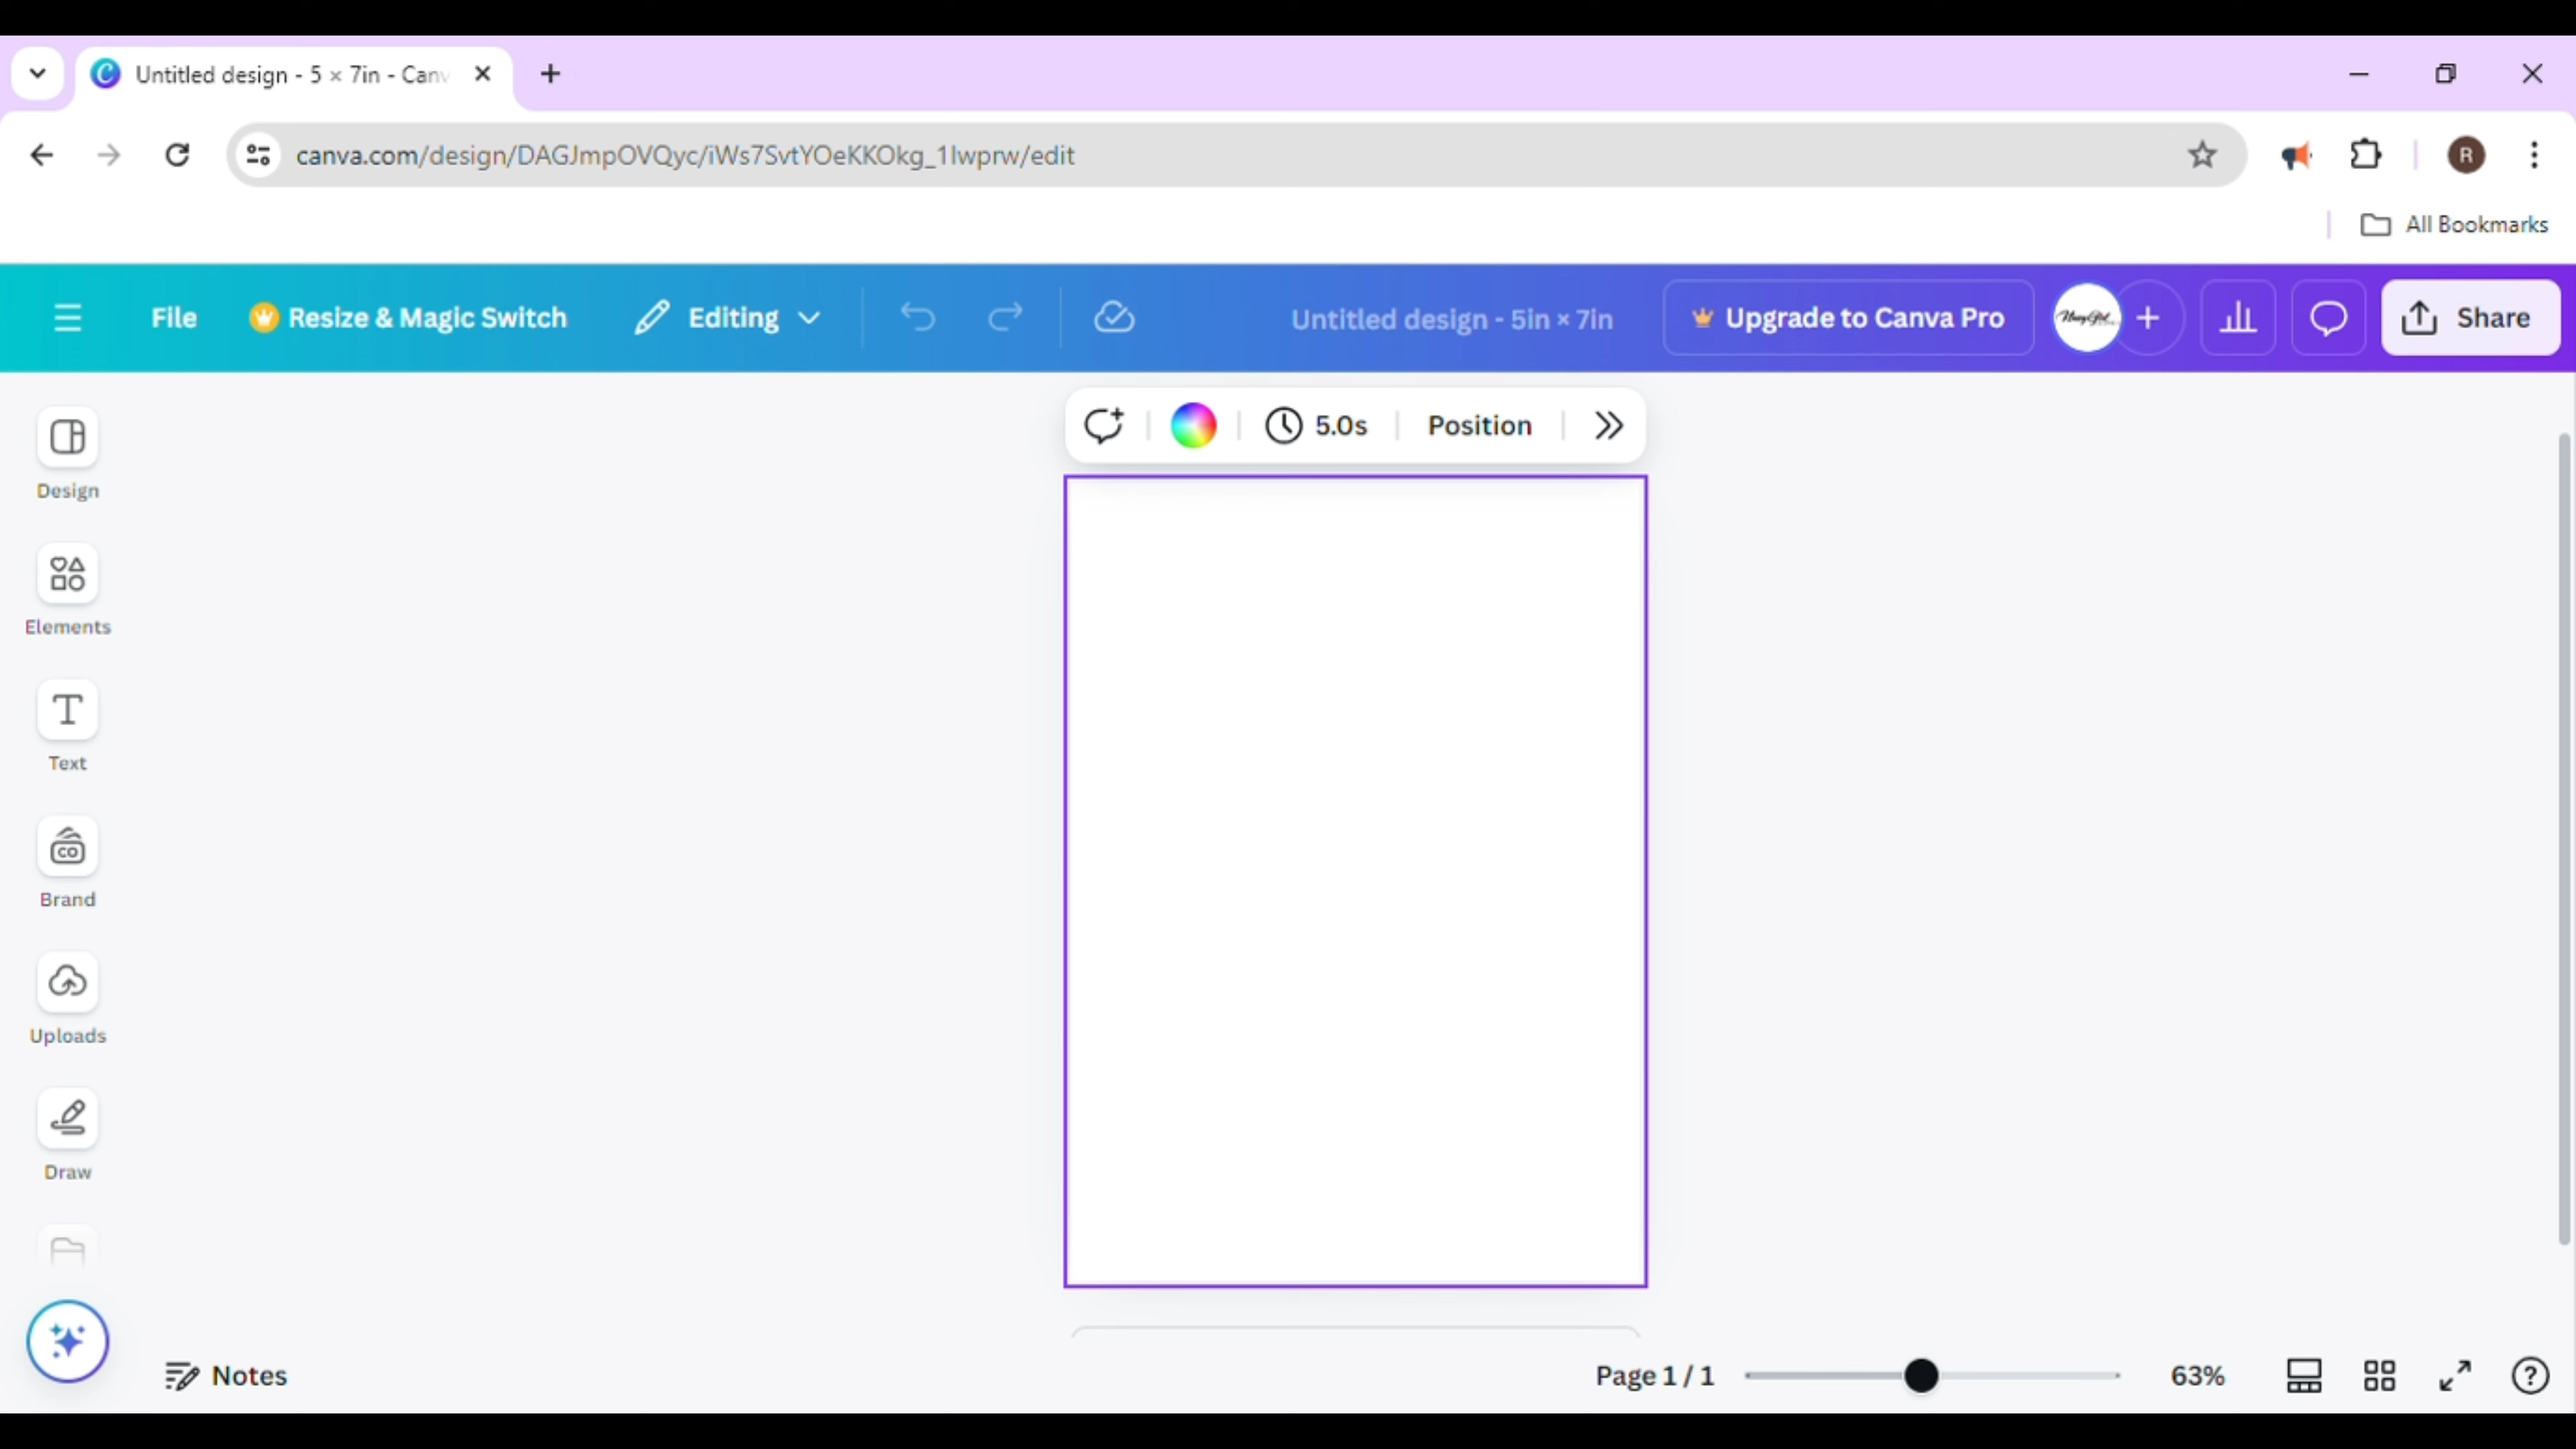 Untitled design - 5 × 7in - Canv
canva.com/design/DAGJmpOVQyc/iWs7SvtYOeKKOkg_1lwprw/edit
R
All Bookmarks
File
Resize & Magic Switch
Editing
Untitled design - 5in × 7in
Upgrade to Canva Pro
Share
5.0s
Position
Design
Elements
Text
CO
Brand
Uploads
Draw
Notes
Page 1 / 1
63%